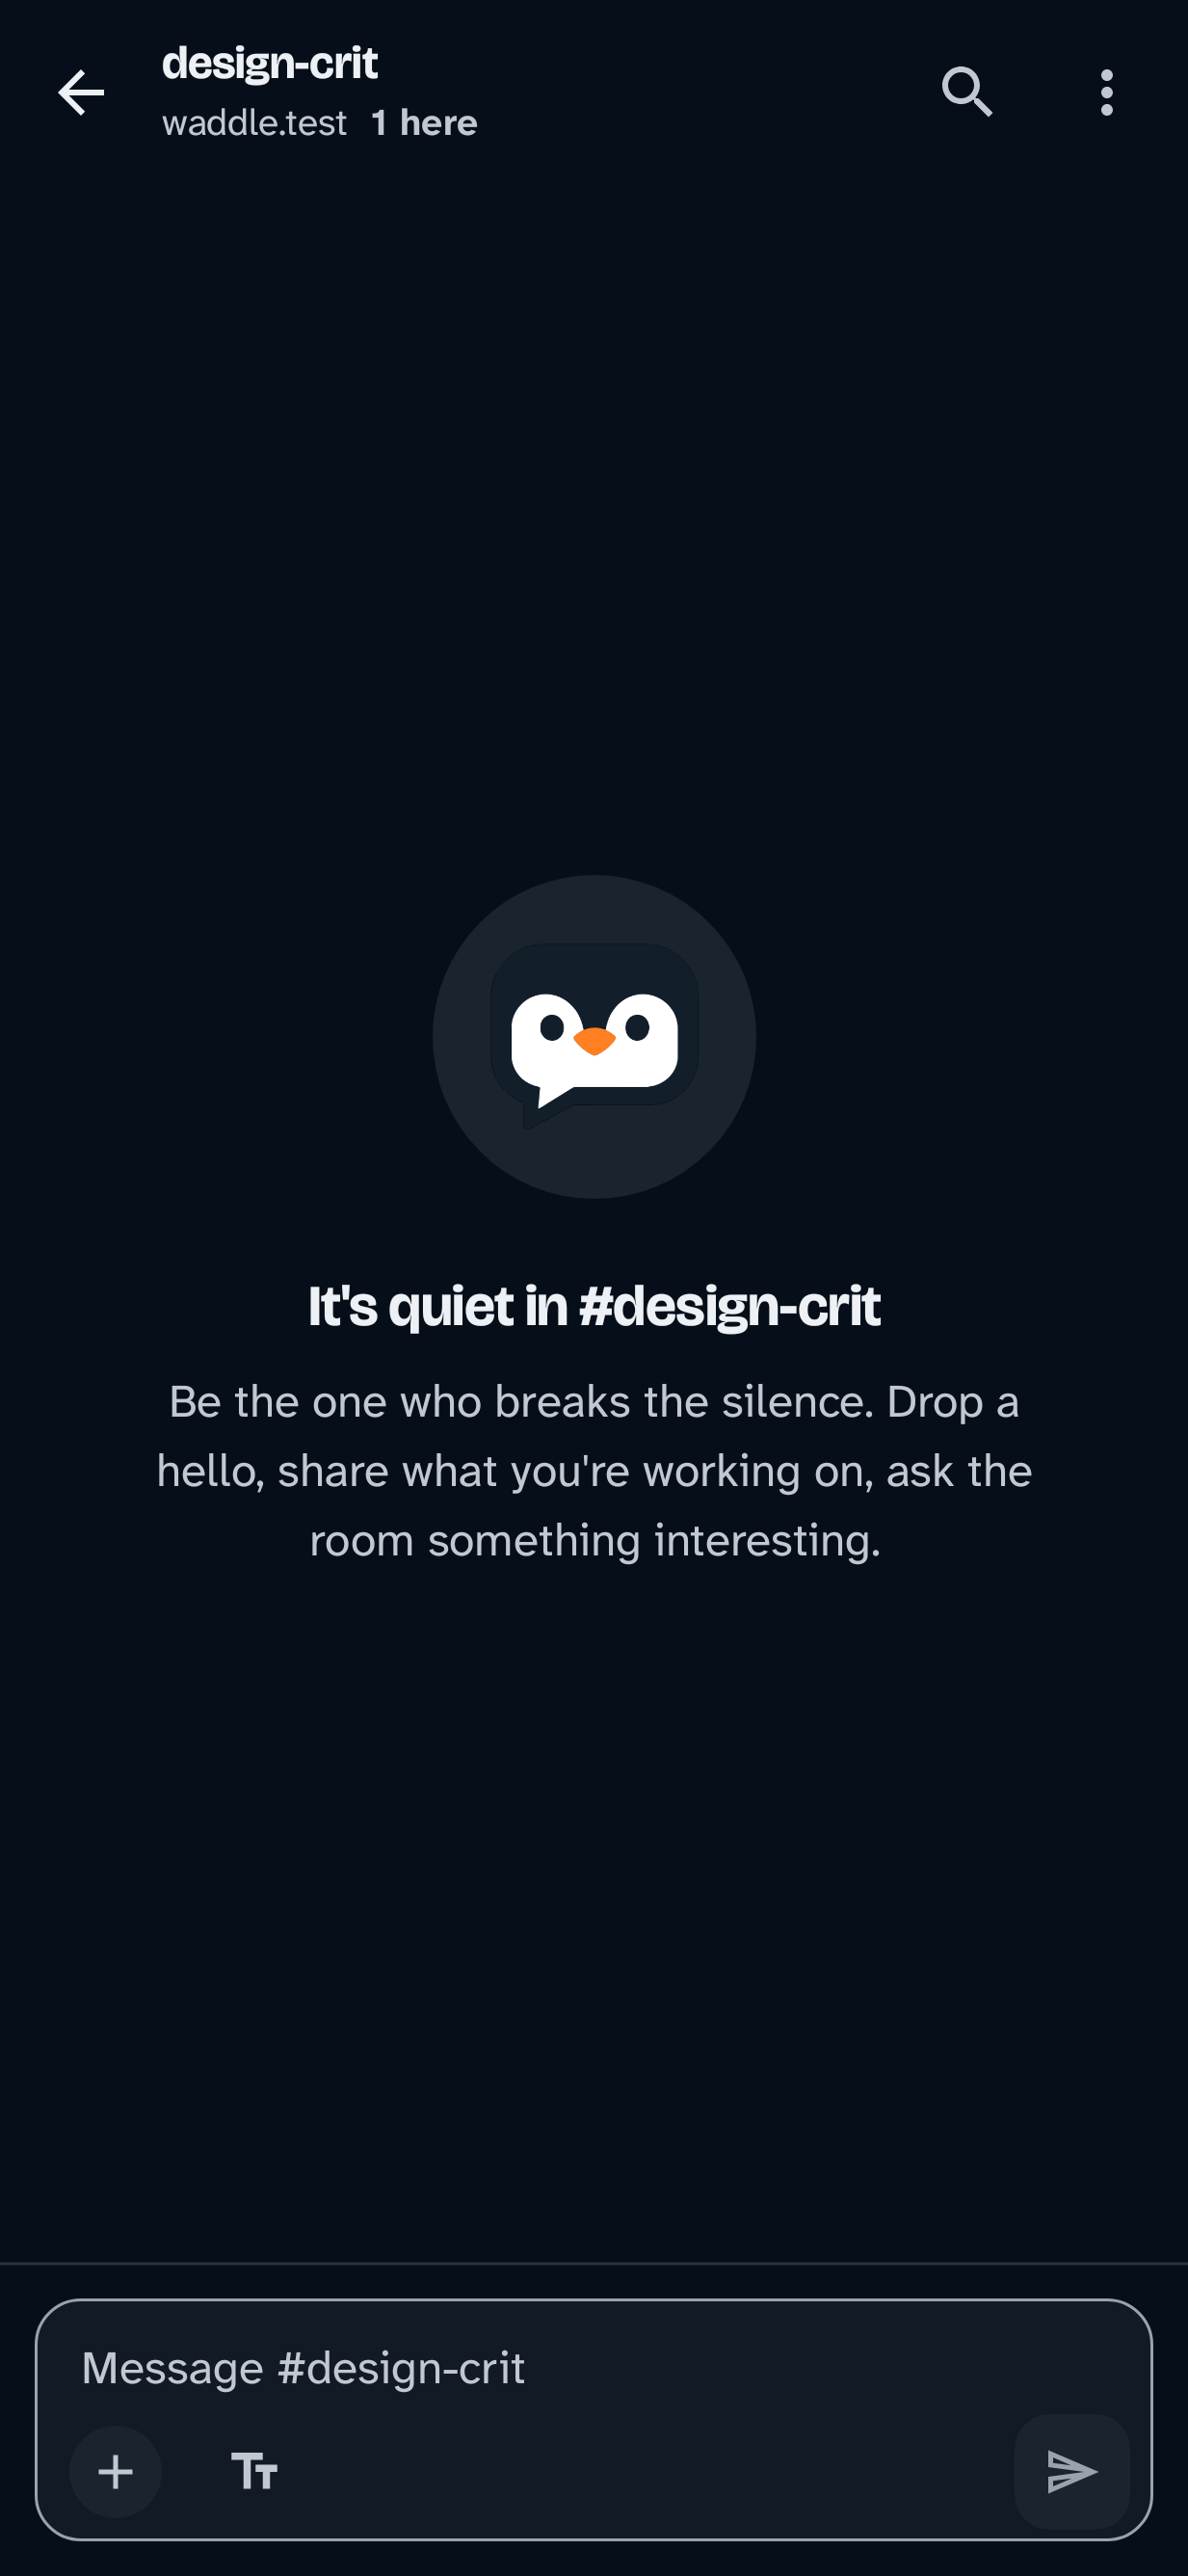 design-crit
waddle.test 1 here
It's quiet in #design-crit
Be the one who breaks the silence. Drop a
hello, share what you're working on, ask the
room something interesting.
Message #design-crit
Tт